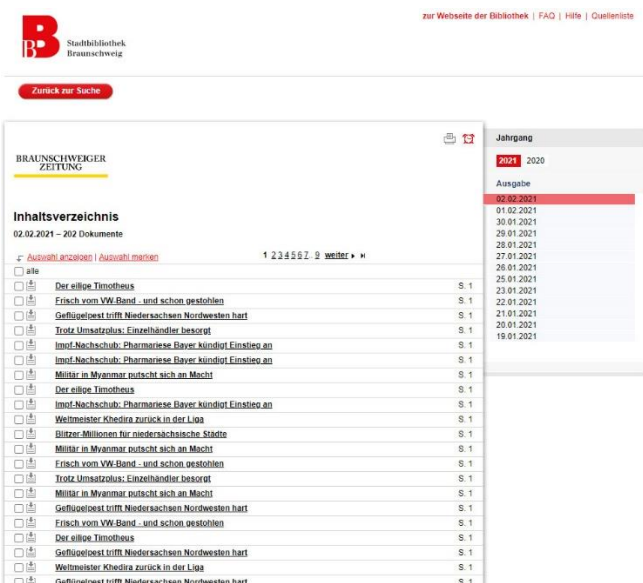 zur Webseite der Bibliothek | FAQ | Hilfe | Quellenliste
BB
Stadtbibliothek
Braunschweig
Zurück zur Suche
BRAUNSCHWEIGER
ZEITUNG
Inhaltsverzeichnis
02.02.2021 – 202 Dokumente
Auswahl anzeigen | Auswahl merken
1 2 3 4 5 6 7 .. 9 weiter
alle
Der eilige Timotheus S. 1
Frisch vom VW-Band - und schon gestohlen S. 1
Geflügelpest trifft Niedersachsen Nordwesten hart S. 1
Trotz Umsatzplus: Einzelhändler besorgt S. 1
Impf-Nachschub: Pharmariese Bayer kündigt Einstieg an S. 1
Impf-Nachschub: Pharmariese Bayer kündigt Einstieg an S. 1
Militär in Myanmar putscht sich an Macht S. 1
Der eilige Timotheus S. 1
Impf-Nachschub: Pharmariese Bayer kündigt Einstieg an S. 1
Weltmeister Khedira zurück in der Liga S. 1
Blitzer-Millionen für niedersächsische Städte S. 1
Militär in Myanmar putscht sich an Macht S. 1
Frisch vom VW-Band - und schon gestohlen S. 1
Trotz Umsatzplus: Einzelhändler besorgt S. 1
Militär in Myanmar putscht sich an Macht S. 1
Geflügelpest trifft Niedersachsen Nordwesten hart S. 1
Frisch vom VW-Band - und schon gestohlen S. 1
Der eilige Timotheus S. 1
Geflügelpest trifft Niedersachsen Nordwesten hart S. 1
Weltmeister Khedira zurück in der Liga S. 1
Geflügelpest trifft Niedersachsen Nordwesten hart S. 1
Jahrgang
2021 2020
Ausgabe
02.02.2021
01.02.2021
30.01.2021
29.01.2021
28.01.2021
27.01.2021
26.01.2021
25.01.2021
23.01.2021
22.01.2021
21.01.2021
20.01.2021
19.01.2021